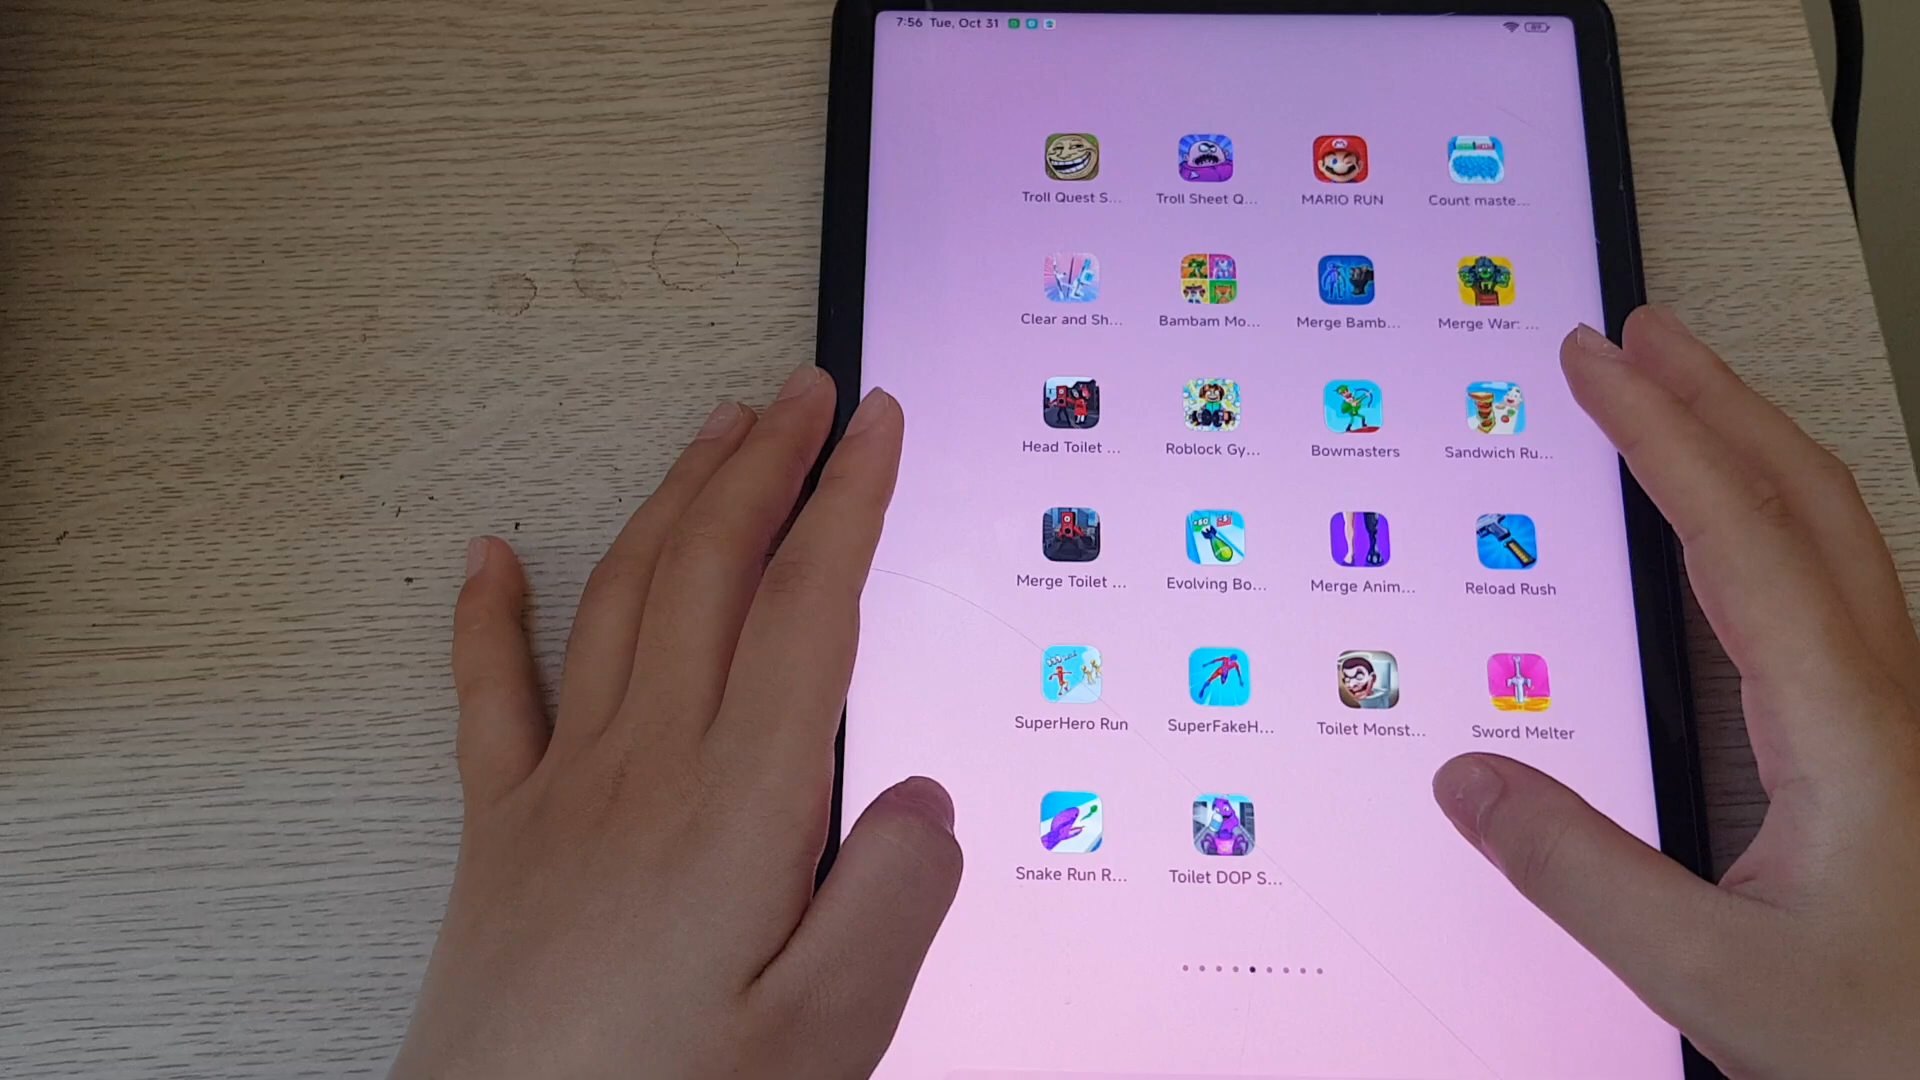 7:56 Tue, Oct 31
Troll Quest S... Troll Sheet Q... MARIO RUN Count maste...
Clear and Sh... Bambam Mo... Merge Bamb... Merge War: ...
Head Toilet ... Roblock Gy... Bowmasters Sandwich Ru...
Merge Toilet ... Evolving Bo... Merge Anim... Reload Rush
SuperHero Run SuperFakeH... Toilet Monst... Sword Melter
Snake Run R... Toilet DOP S...